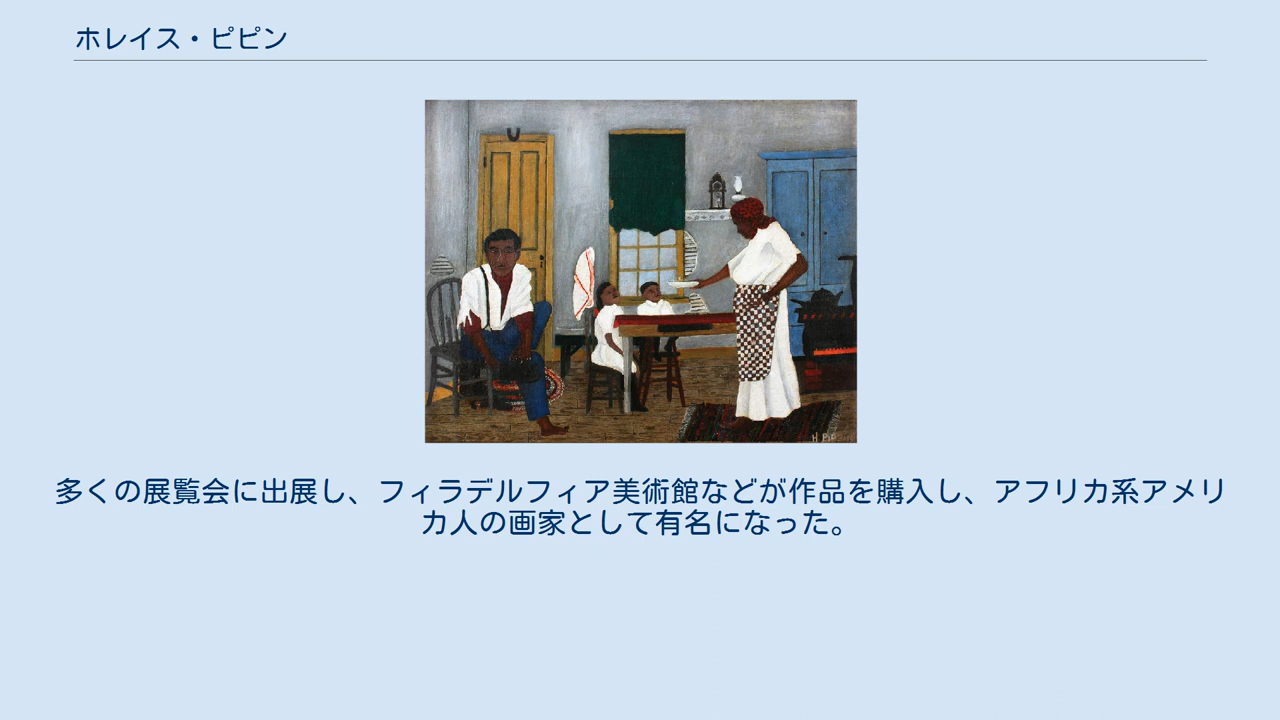 ホレイス・ピピン
多くの展覧会に出展し、フィラデルフィア美術館などが作品を購入し、アフリカ系アメリ
カ人の画家として有名になった。